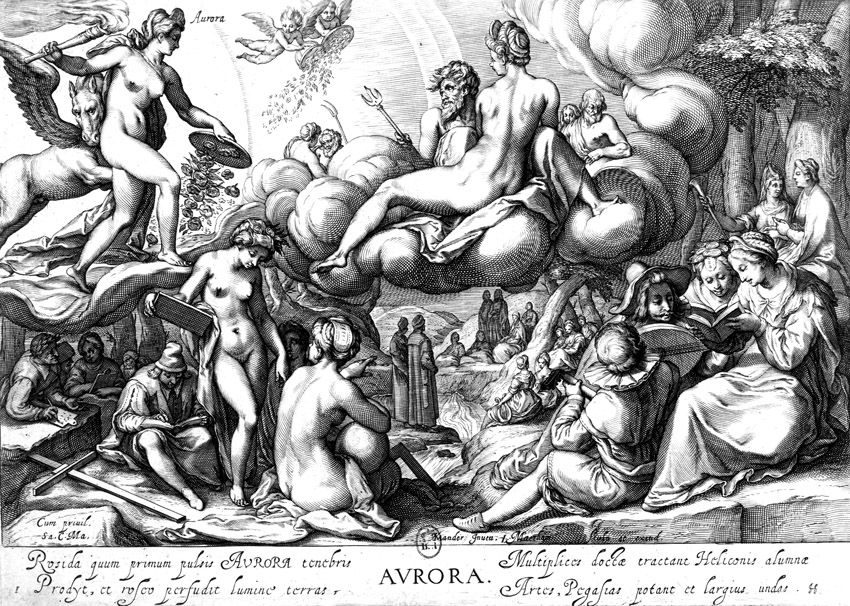 Aurora
Cum privil.
Sa. C. Ma.
Mander Inven.
Rosida quum primum pulsis AVRORA tenebris
1 Prodyt, et roseo perfudit lumine terras,
AVRORA.
Multiplices doctæ tractant Heliconis alumnæ
Artes, Pegasias potant et largius undas.